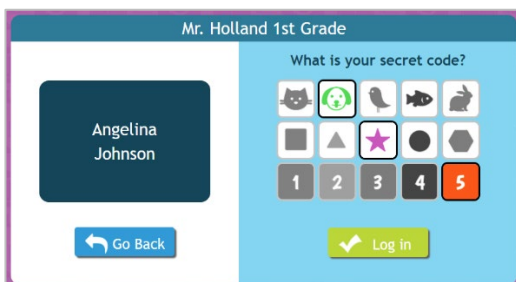 Mr. Holland 1st Grade
Angelina
Johnson
Go Back
What is your secret code?
1 2 3 4 5
Log in